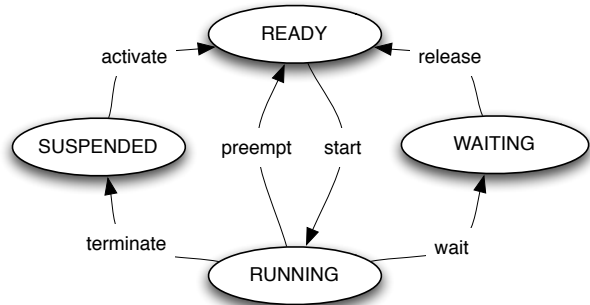 READY
activate
release
SUSPENDED
preempt
start
WAITING
terminate
wait
RUNNING